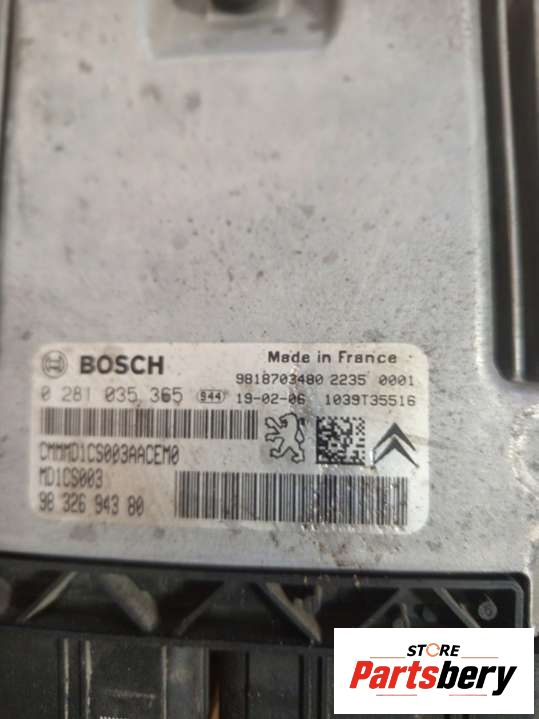 BOSCH
Made in France
9818703480 2235 0001
0 281 035 365 944 19-02-06 1039T35516
CMMMD1CS003AACEM0
MD1CS003
98 326 943 80
STORE
Partsbery